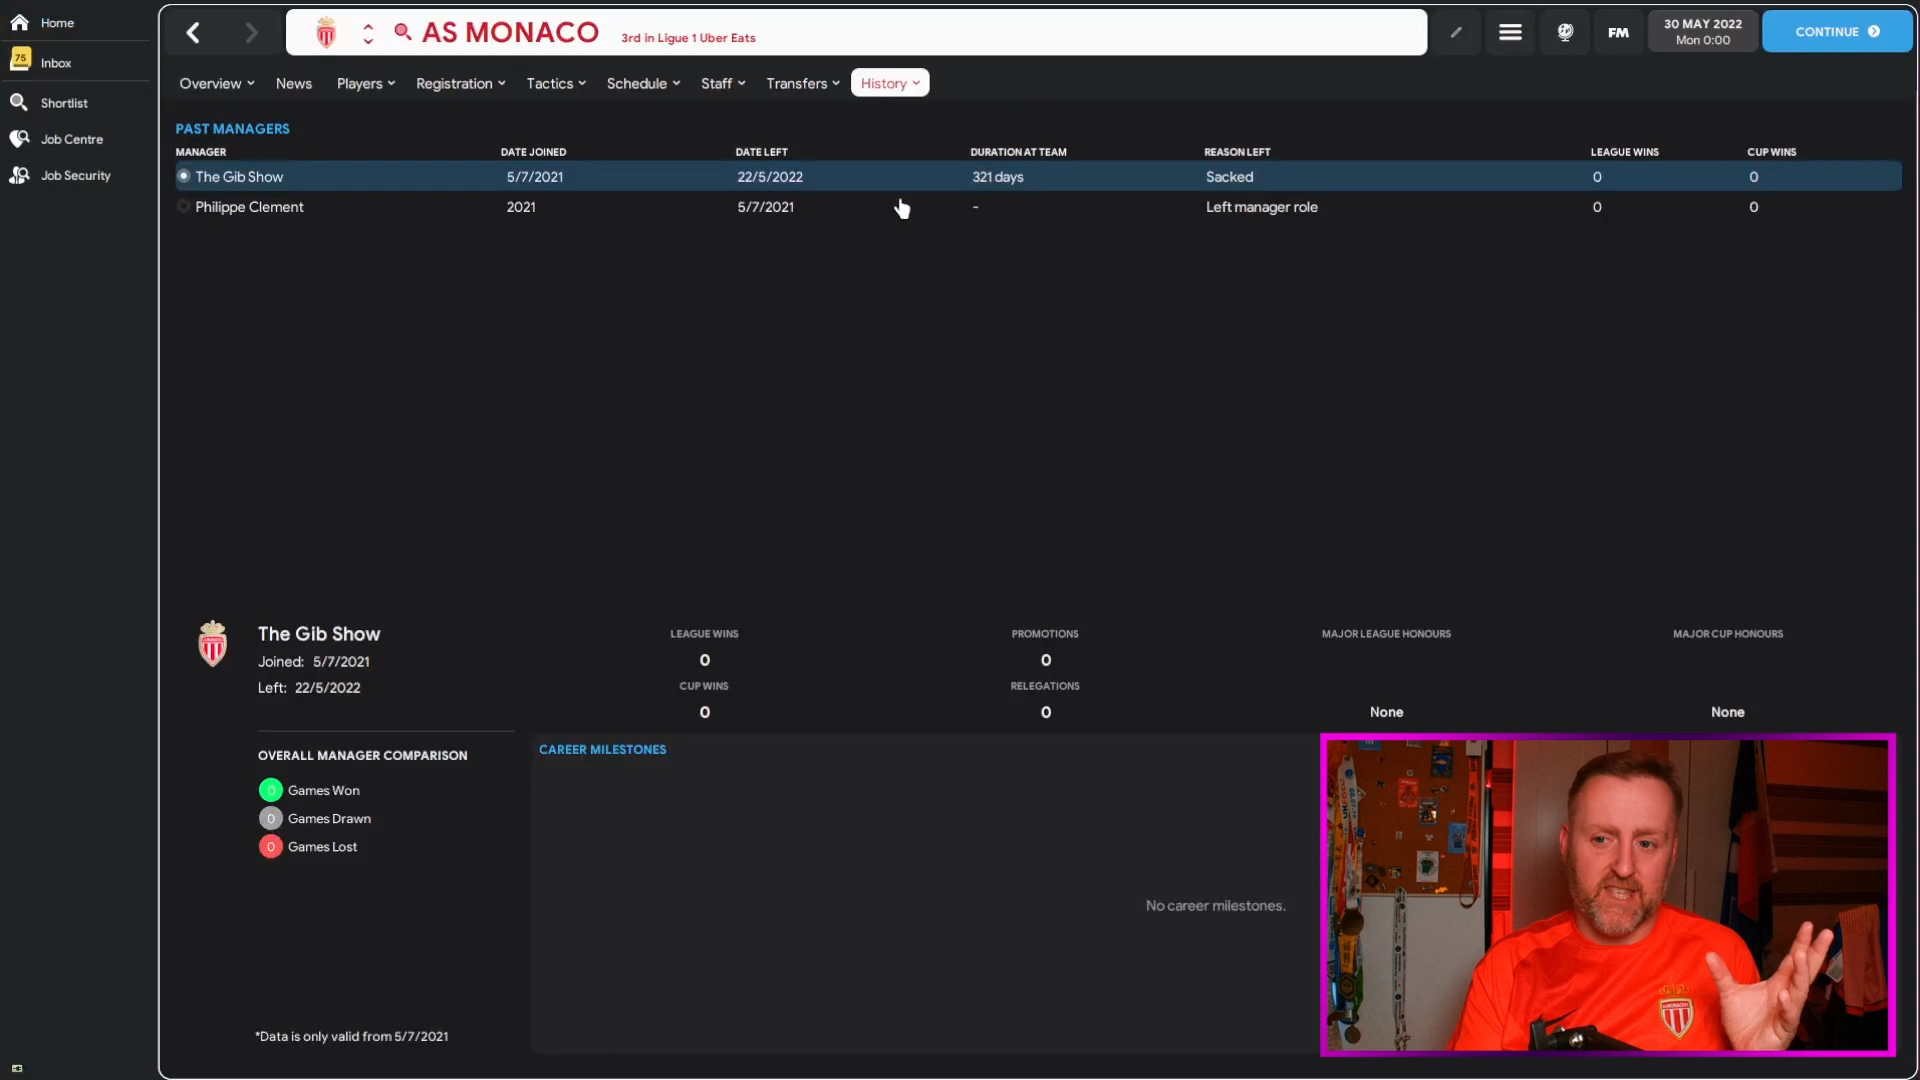 Home
75
Inbox
Shortlist
Job Centre
Job Security
AS MONACO
3rd in Ligue 1 Uber Eats
FM
30 MAY 2022
Mon 0:00
CONTINUE
Overview
News
Players
Registration
Tactics
Schedule
Staff
Transfers
History
PAST MANAGERS
MANAGER DATE JOINED DATE LEFT DURATION AT TEAM REASON LEFT LEAGUE WINS CUP WINS
The Gib Show 5/7/2021 22/5/2022 321 days Sacked 0 0
Philippe Clement 2021 5/7/2021 - Left manager role 0 0
The Gib Show
Joined: 5/7/2021
Left: 22/5/2022
LEAGUE WINS
0
CUP WINS
0
PROMOTIONS
0
RELEGATIONS
0
MAJOR LEAGUE HONOURS
None
MAJOR CUP HONOURS
None
OVERALL MANAGER COMPARISON
0 Games Won
0 Games Drawn
0 Games Lost
*Data is only valid from 5/7/2021
CAREER MILESTONES
No career milestones.